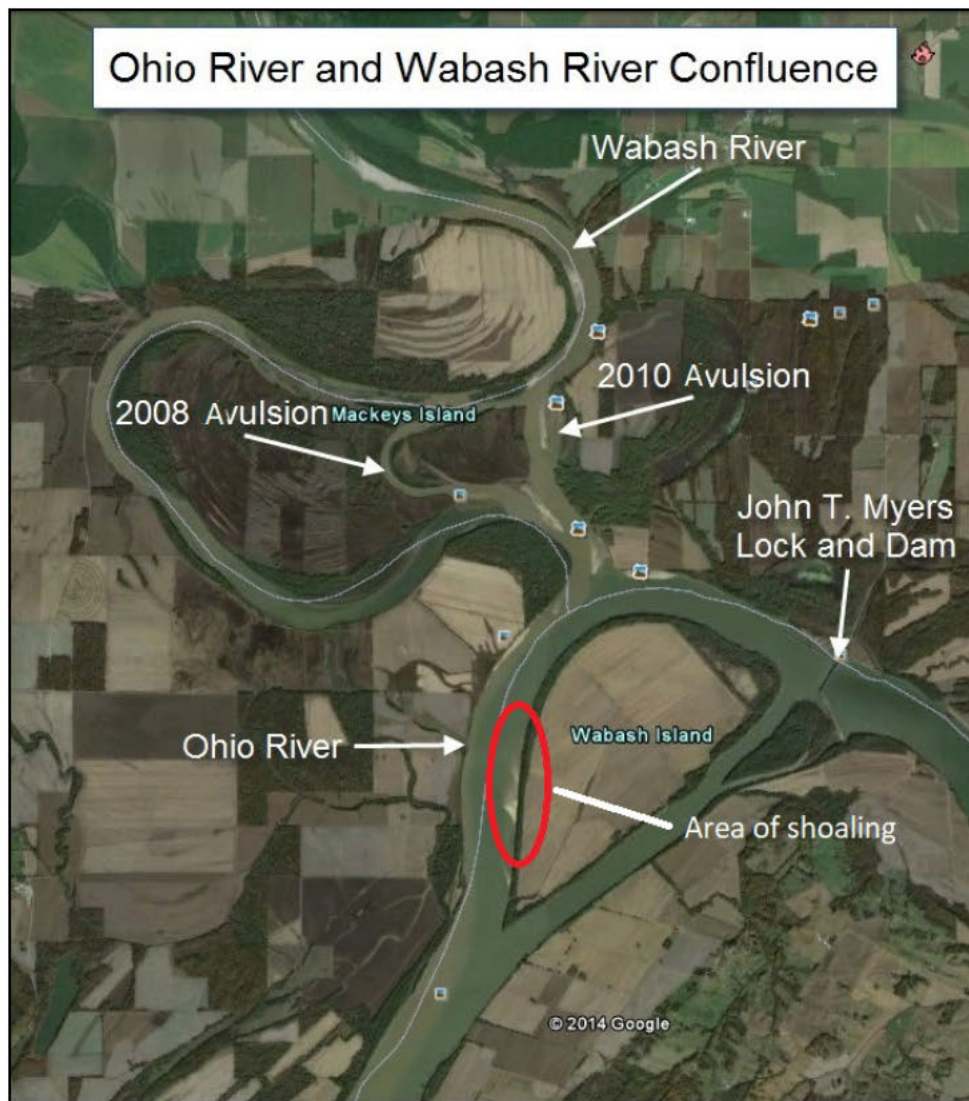 Ohio River and Wabash River Confluence
Wabash River
2010 Avulsion
2008 Avulsion
Mackeys Island
John T. Myers
Lock and Dam
Ohio River
Wabash Island
Area of shoaling
© 2014 Google